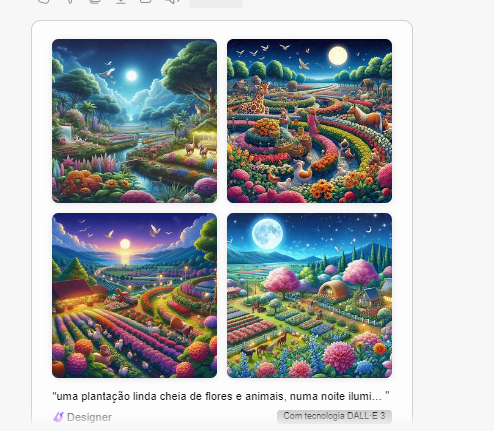 "uma plantação linda cheia de flores e animais, numa noite ilumi... "
Designer
Com tecnologia DALL·E 3